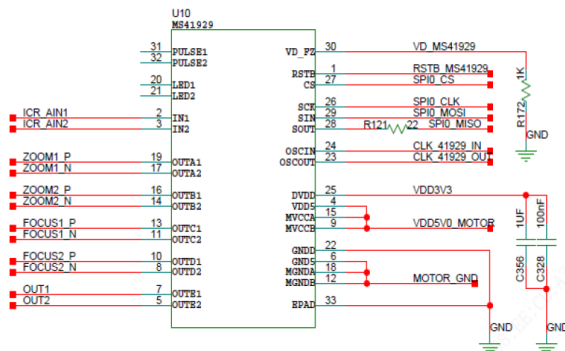 U10
MS41929
31 PULSE1
32 PULSE2
20 LED1
21 LED2
ICR_AIN1 2 IN1
ICR_AIN2 3 IN2
ZOOM1_P 19 OUTA1
ZOOM1_N 17 OUTA2
ZOOM2_P 16 OUTB1
ZOOM2_N 14 OUTB2
FOCUS1_P 13 OUTC1
FOCUS1_N 11 OUTC2
FOCUS2_P 10 OUTD1
FOCUS2_N 8 OUTD2
OUT1 7 OUTE1
OUT2 5 OUTE2
VD_FZ 30 VD_MS41929
RSTB 1 RSTB_MS41929
CS 27 SPI0_CS
SCK 26 SPI0_CLK
SIN 29 SPI0_MOSI
SOUT 28 R121 22 SPI0_MISO
OSCIN 24 CLK_41929_IN
OSCOUT 23 CLK_41929_OUT
DVDD 25 VDD3V3
VDD5 4
MVCCA 15
MVCCB 9 VDD5V0_MOTOR
GNDD 22
GND5 6
MGNDA 18
MGNDB 12 MOTOR_GND
EPAD 33
R172 1K
GND
C356 1UF
C328 100nF
GND
GND